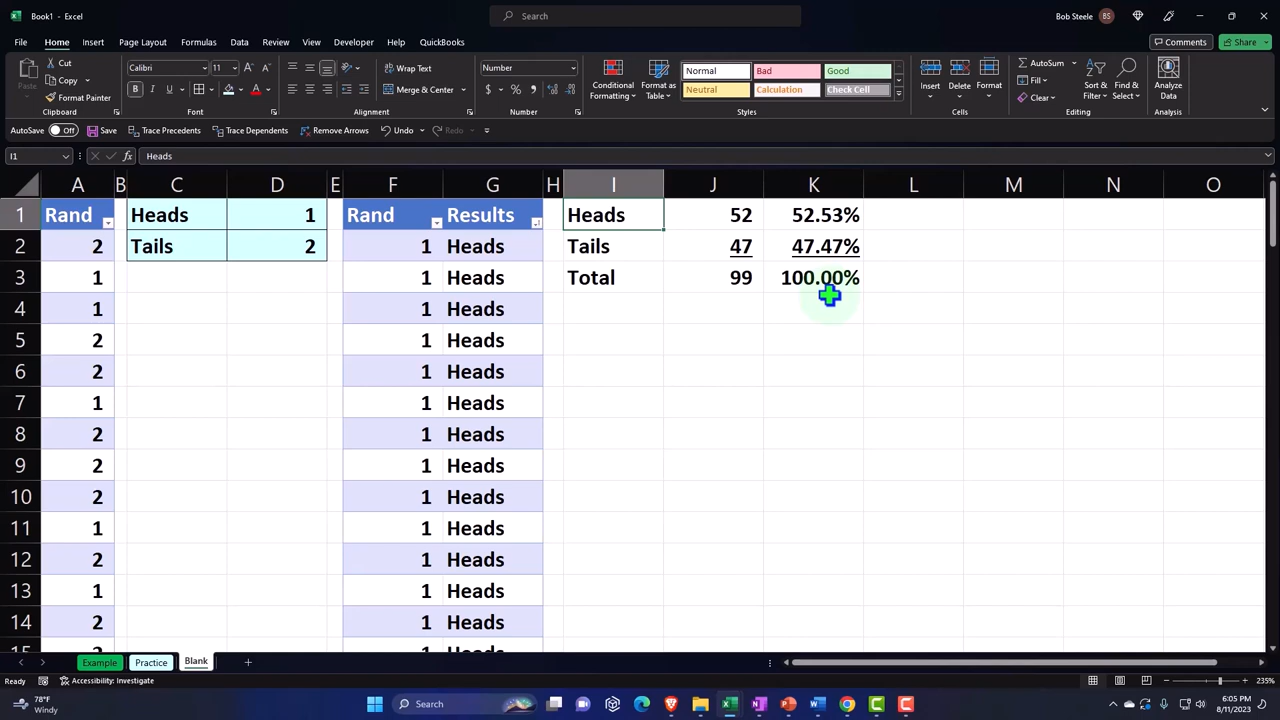 Book1 - Excel
Search
Bob Steele BS
File Home Insert Page Layout Formulas Data Review View Developer Help QuickBooks
Comments Share
Cut
Copy
Format Painter
Paste
Clipboard
Calibri 11
B I U
Font
Wrap Text
Merge & Center
Alignment
Number
$ % ,
Number
Conditional Formatting
Format as Table
Normal Bad Good
Neutral Calculation Check Cell
Styles
Insert Delete Format
Cells
AutoSum
Fill
Clear
Sort & Filter
Find & Select
Editing
Analyze Data
Analysis
AutoSave Off Save Trace Precedents Trace Dependents Remove Arrows Undo Redo
I1 fx Heads
A B C D E F G H I J K L M N O
1 Rand Heads 1 Rand Results Heads 52 52.53%
2 2 Tails 2 1 Heads Tails 47 47.47%
3 1 1 Heads Total 99 100.00%
4 1 1 Heads
5 2 1 Heads
6 2 1 Heads
7 1 1 Heads
8 2 1 Heads
9 2 1 Heads
10 2 1 Heads
11 1 1 Heads
12 2 1 Heads
13 1 1 Heads
14 2 1 Heads
15 2 1 Heads
Example Practice Blank
Ready Accessibility: Investigate 235%
78°F
Windy
Search
6:05 PM
8/11/2023